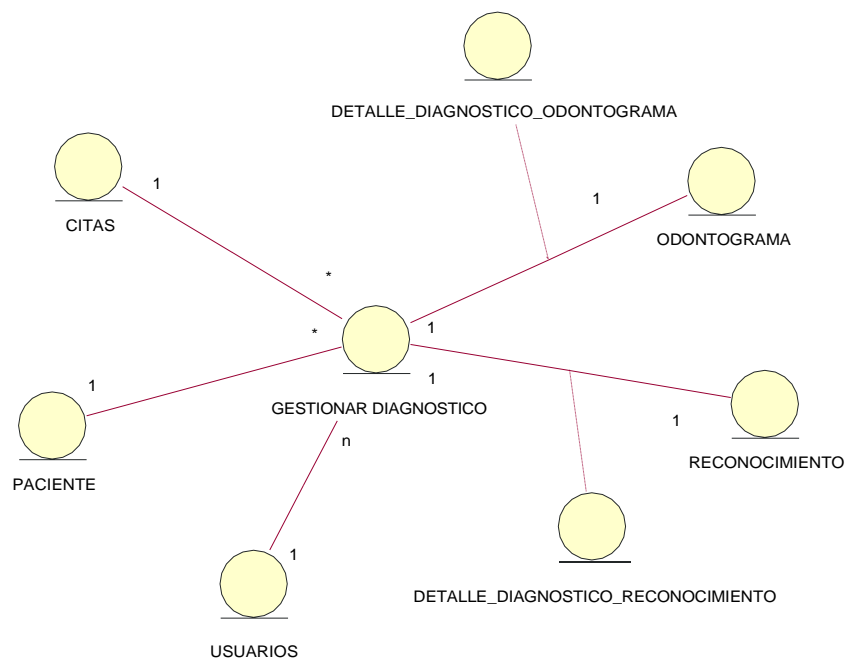 DETALLE_DIAGNOSTICO_ODONTOGRAMA
1
CITAS
1
ODONTOGRAMA
*
*
1
1
1
GESTIONAR DIAGNOSTICO
1
n
RECONOCIMIENTO
PACIENTE
1
DETALLE_DIAGNOSTICO_RECONOCIMIENTO
USUARIOS